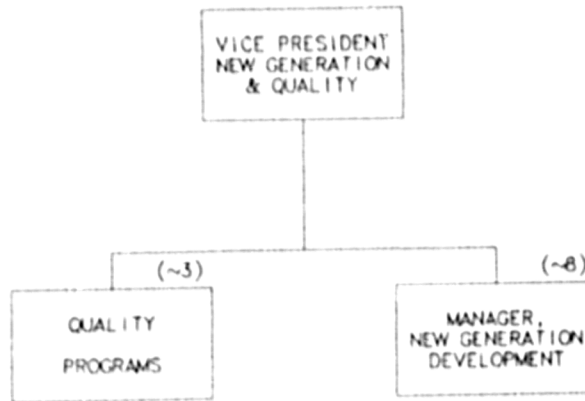 VICE PRESIDENT
NEW GENERATION
& QUALITY
(~3)
(~8)
QUALITY
PROGRAMS
MANAGER,
NEW GENERATION
DEVELOPMENT